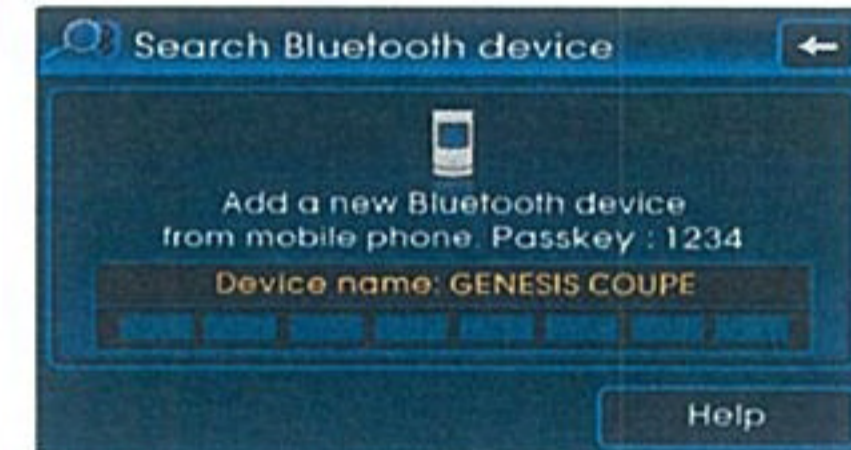 Search Bluetooth device
Add a new Bluetooth device
from mobile phone. Passkey : 1234
Device name: GENESIS COUPE
Help